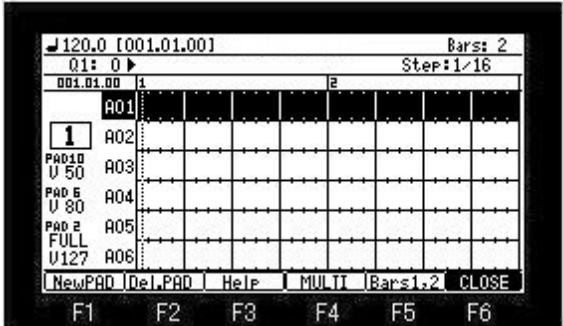 ♩120.0 [001.01.00] Bars: 2
Q1: 0▶ Step:1/16
001.01.00 1 2
A01
1 A02
PAD10
V 50 A03
PAD 6 A04
V 80
PAD 2 A05
FULL
V127 A06
NewPAD Del.PAD Help MULTI Bars1,2 CLOSE
F1 F2 F3 F4 F5 F6